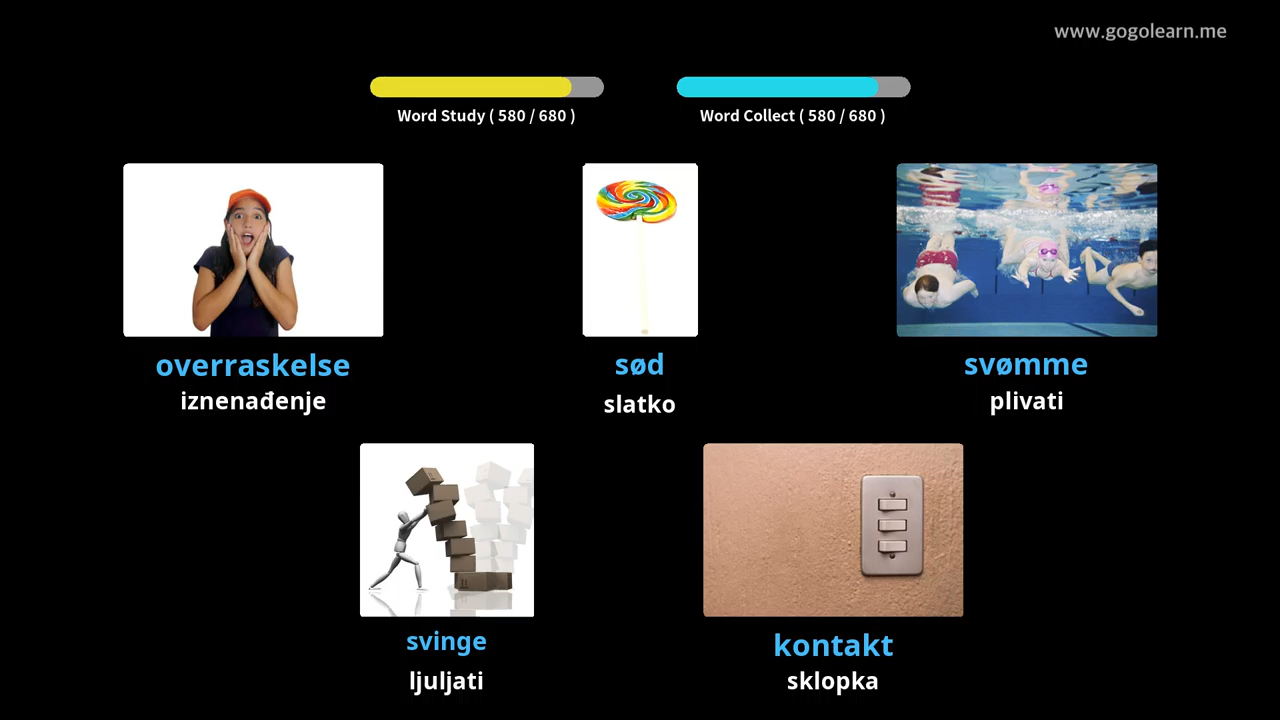 www.gogolearn.me
Word Study ( 580 / 680 )
Word Collect ( 580 / 680 )
overraskelse
iznenađenje
sød
slatko
svømme
plivati
svinge
ljuljati
kontakt
sklopka